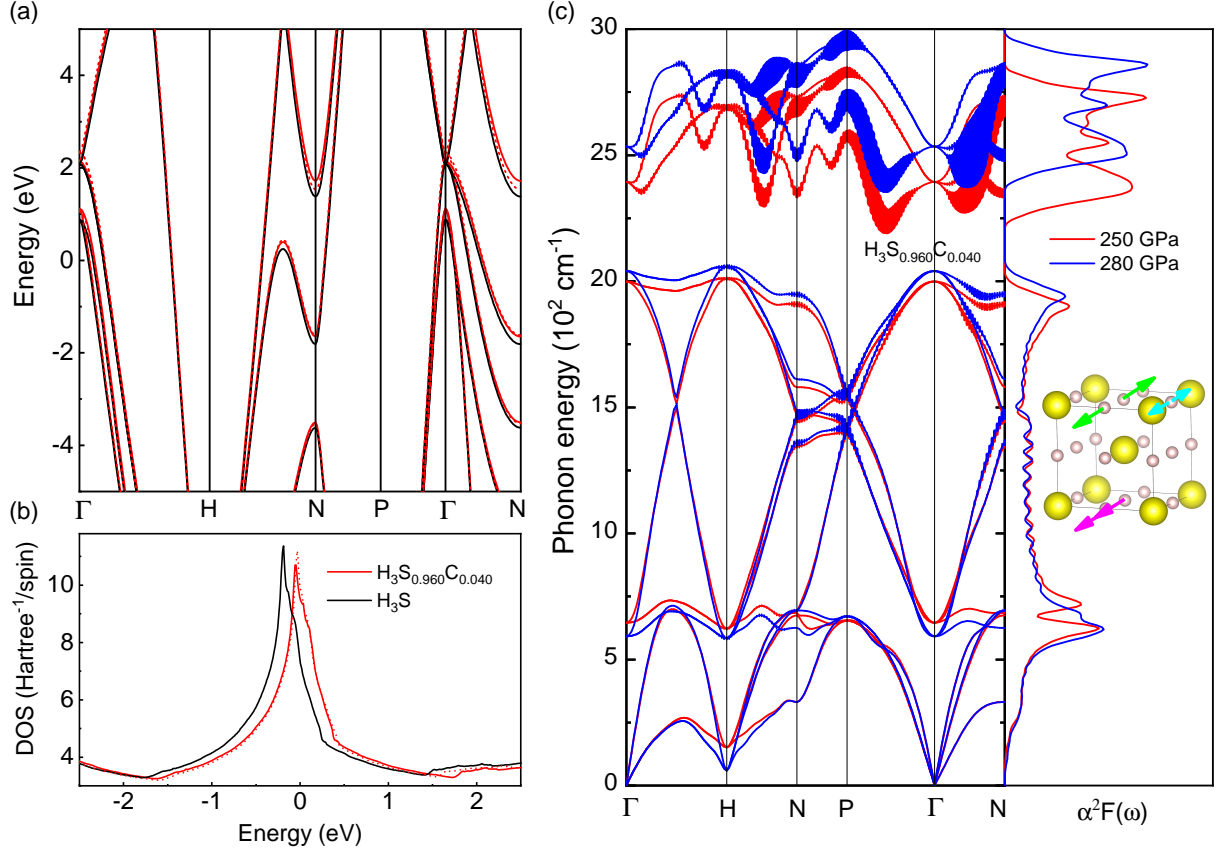 (a)
Energy (eV)
4
2
0
-2
-4
Γ
H
N
P
Γ
N
(b)
DOS (Hartree⁻¹/spin)
10
8
6
4
H₃S₀.₉₆₀C₀.₀₄₀
H₃S
-2
-1
0
1
2
Energy (eV)
(c)
Phonon energy (10² cm⁻¹)
30
25
20
15
10
5
0
H₃S₀.₉₆₀C₀.₀₄₀
250 GPa
280 GPa
Γ
H
N
P
Γ
N
α²F(ω)